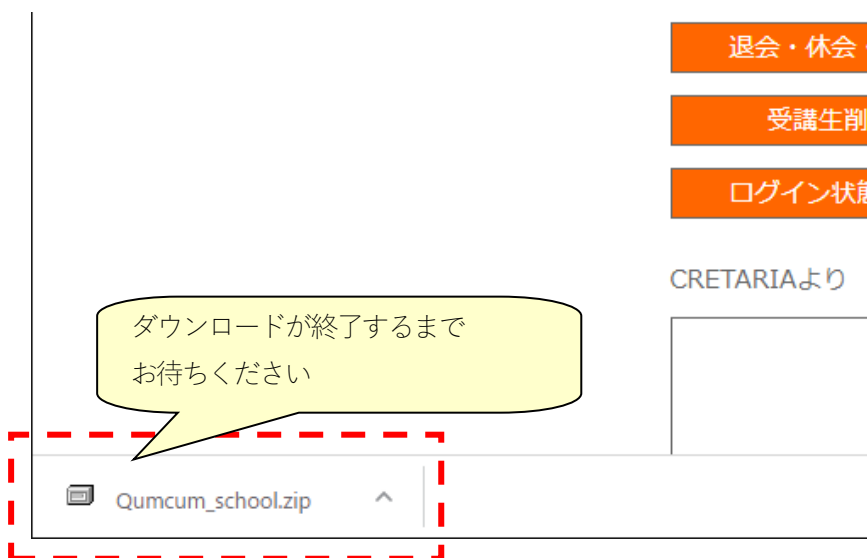 退会・休会・
受講生削
ログイン状態
CRETARIAより
ダウンロードが終了するまで
お待ちください
Qumcum_school.zip